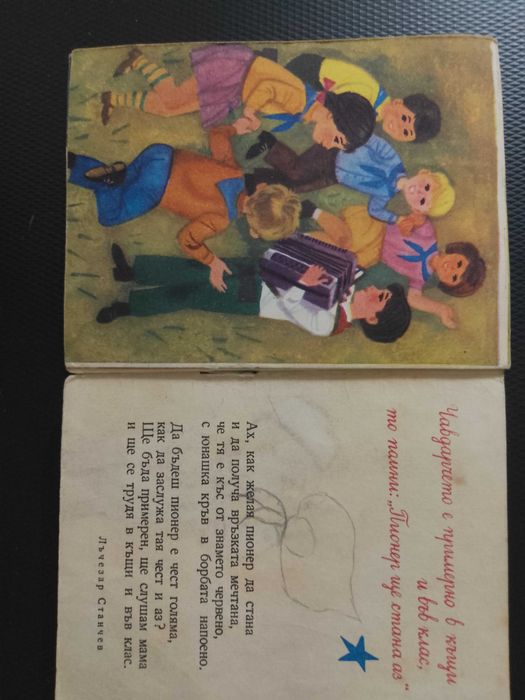 Чавдарчето е примерно в къщи
и във клас,
то помни: „Пионер ще стана аз“
Ах, как желая пионер да стана
и да получа връзката мечтана,
че тя е къс от знамето червено,
с юнашка кръв в борбата напоено.
Да бъдеш пионер е чест голяма,
как да заслужа тая чест и аз?
Ще бъда примерен, ще слушам мама
и ще се трудя в къщи и във клас.
Лъчезар Станчев